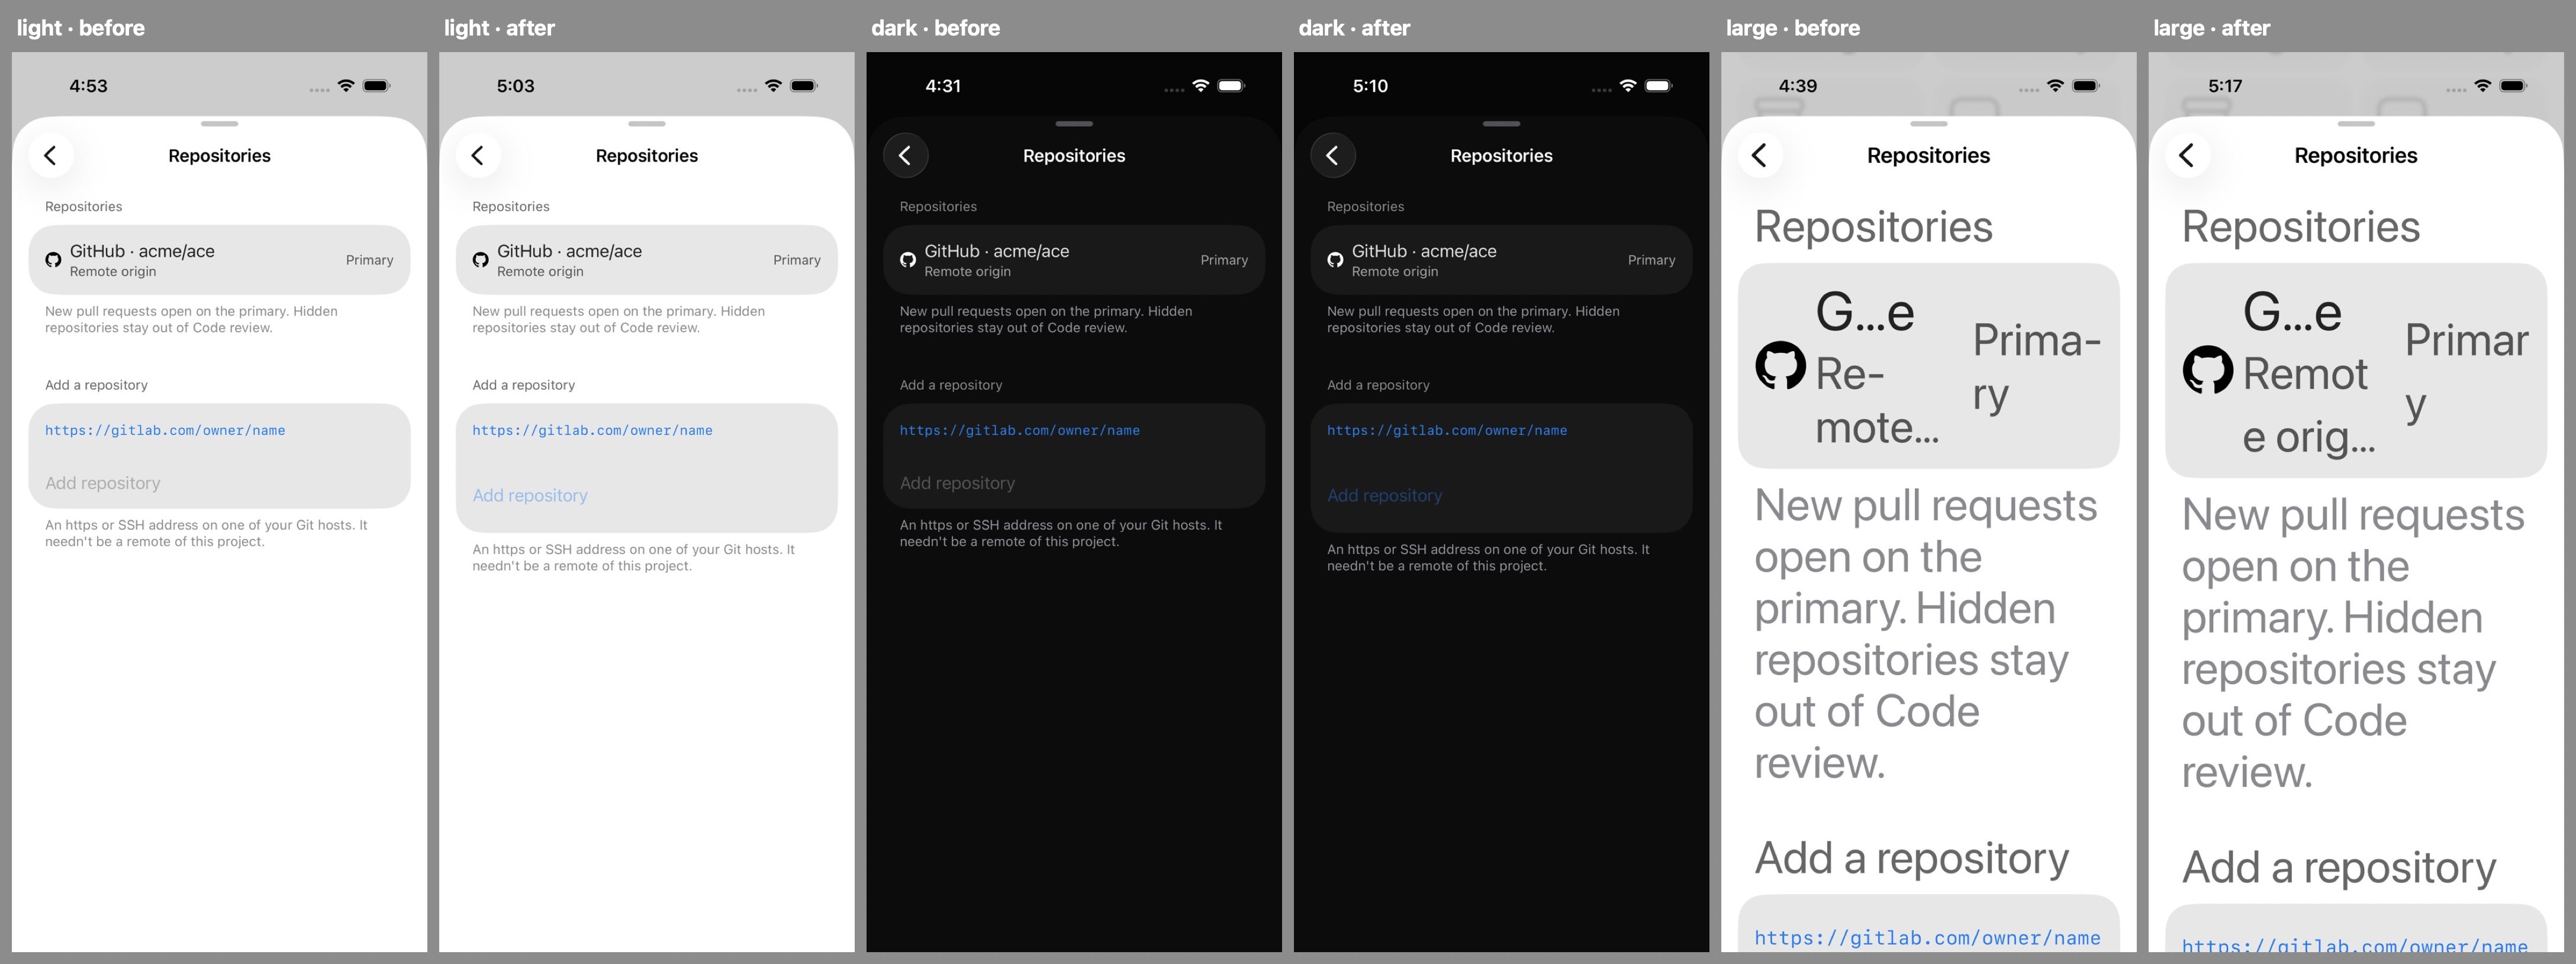 light · before
4:53
Repositories
Repositories
GitHub · acme/ace
Remote origin
Primary
New pull requests open on the primary. Hidden
repositories stay out of Code review.
Add a repository
https://gitlab.com/owner/name
Add repository
An https or SSH address on one of your Git hosts. It
needn't be a remote of this project.
light · after
5:03
Repositories
Repositories
GitHub · acme/ace
Remote origin
Primary
New pull requests open on the primary. Hidden
repositories stay out of Code review.
Add a repository
https://gitlab.com/owner/name
Add repository
An https or SSH address on one of your Git hosts. It
needn't be a remote of this project.
dark · before
4:31
Repositories
Repositories
GitHub · acme/ace
Remote origin
Primary
New pull requests open on the primary. Hidden
repositories stay out of Code review.
Add a repository
https://gitlab.com/owner/name
Add repository
An https or SSH address on one of your Git hosts. It
needn't be a remote of this project.
dark · after
5:10
Repositories
Repositories
GitHub · acme/ace
Remote origin
Primary
New pull requests open on the primary. Hidden
repositories stay out of Code review.
Add a repository
https://gitlab.com/owner/name
Add repository
An https or SSH address on one of your Git hosts. It
needn't be a remote of this project.
large · before
4:39
Repositories
Repositories
G...e
Re-
mote...
Prima-
ry
New pull requests
open on the
primary. Hidden
repositories stay
out of Code
review.
Add a repository
https://gitlab.com/owner/name
large · after
5:17
Repositories
Repositories
G...e
Remot
e orig...
Primar
y
New pull requests
open on the
primary. Hidden
repositories stay
out of Code
review.
Add a repository
https://gitlab.com/owner/name